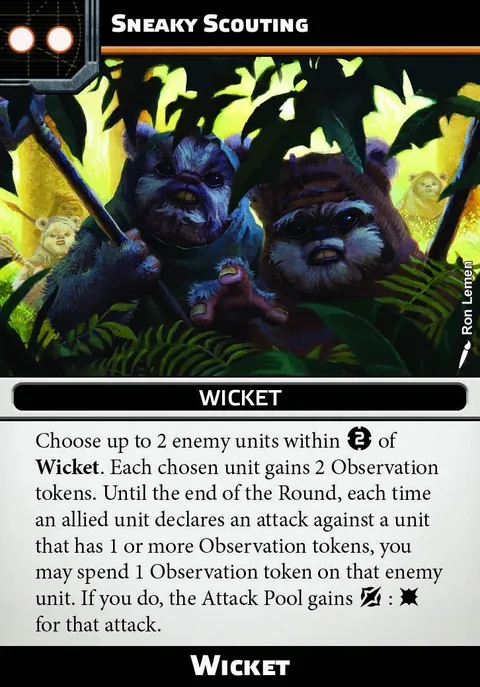 Sneaky Scouting
Ron Lemen
WICKET
Choose up to 2 enemy units within 2 of
Wicket. Each chosen unit gains 2 Observation
tokens. Until the end of the Round, each time
an allied unit declares an attack against a unit
that has 1 or more Observation tokens, you
may spend 1 Observation token on that enemy
unit. If you do, the Attack Pool gains :
for that attack.
Wicket